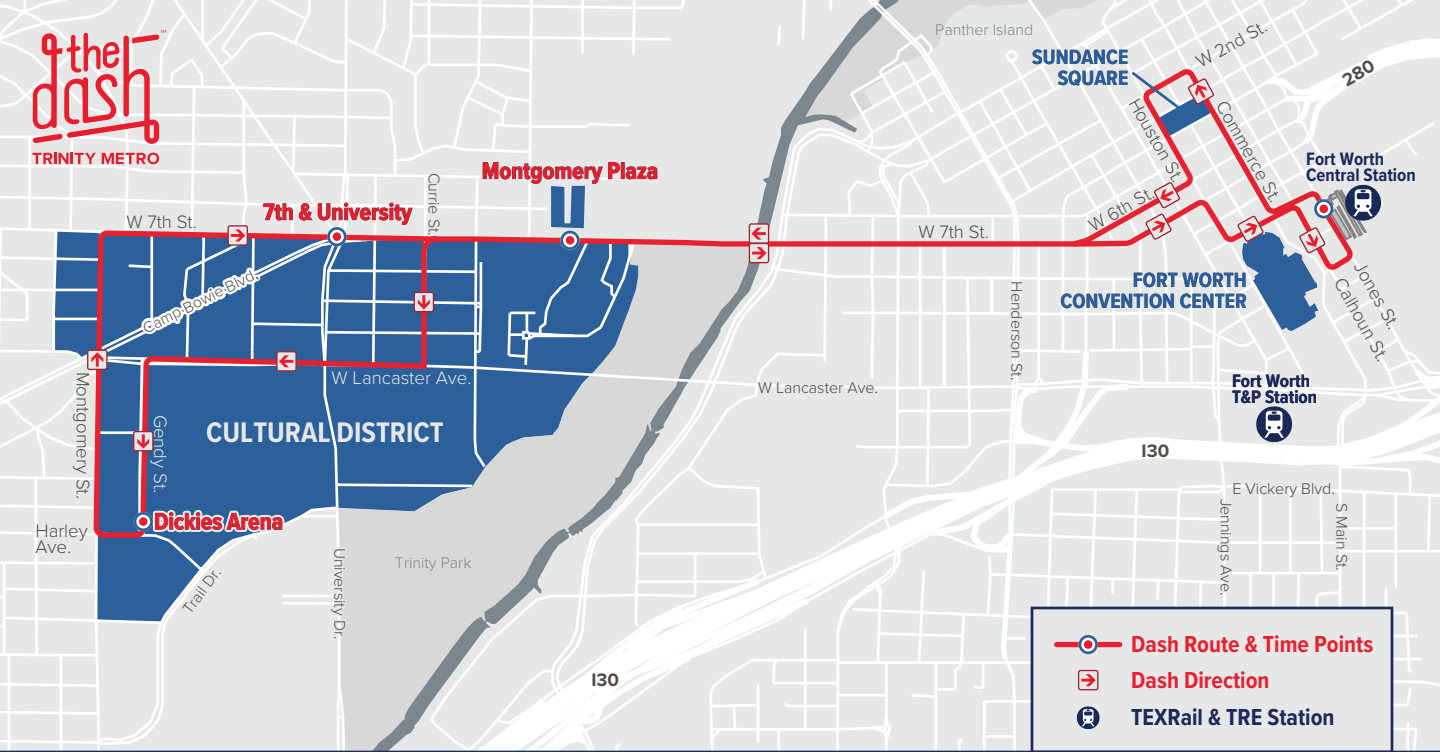 the
dash
SM
TRINITY METRO
Panther Island
SUNDANCE
SQUARE
W 2nd St.
280
Houston St.
Commerce St.
Fort Worth
Central Station
Montgomery Plaza
Currie St.
7th & University
W 7th St.
W 6th St.
W 7th St.
Camp Bowie Blvd.
FORT WORTH
CONVENTION CENTER
Jones St.
Calhoun St.
Henderson St.
W Lancaster Ave.
W Lancaster Ave.
Fort Worth
T&P Station
Montgomery St.
Gendy St.
CULTURAL DISTRICT
I30
E Vickery Blvd.
Jennings Ave.
S Main St.
Dickies Arena
Harley
Ave.
Trinity Park
University Dr.
Trail Dr.
I30
Dash Route & Time Points
Dash Direction
TEXRail & TRE Station